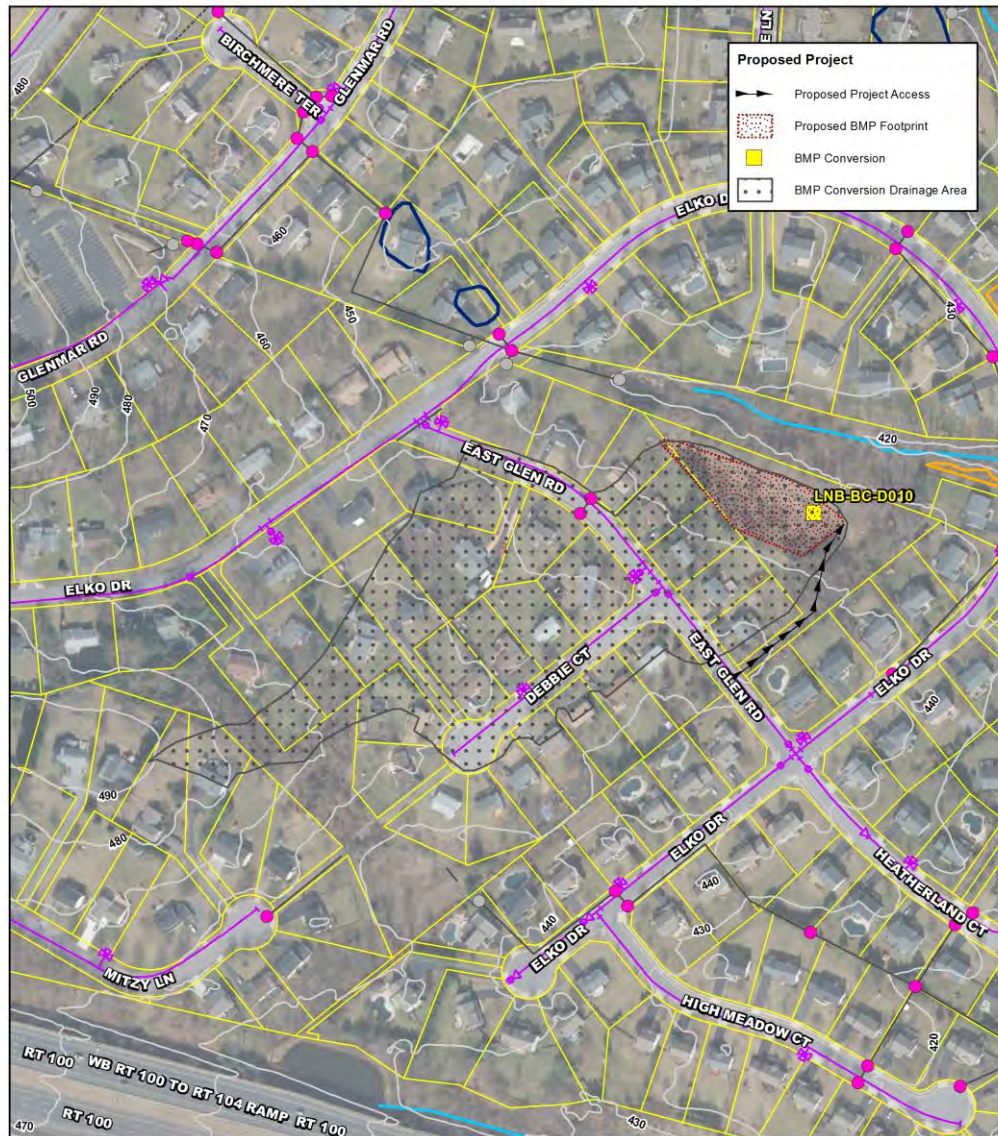 480
BIRCHMERE TER
GLENMAR RD
E LN
Proposed Project
Proposed Project Access
Proposed BMP Footprint
BMP Conversion
BMP Conversion Drainage Area
ELKO D
460
450
430
460
GLENMAR RD
500
490
480
470
420
EAST GLEN RD
LNB-BC-D010
ELKO DR
DEBBIE CT
EAST GLEN RD
ELKO DR
440
490
480
ELKO DR
HEATHERLAND CT
440
430
440
ELKO DR
MITZY LN
HIGH MEADOW CT
420
RT 100
WB RT 100 TO RT 104 RAMP
RT 100
RT 100
470
430